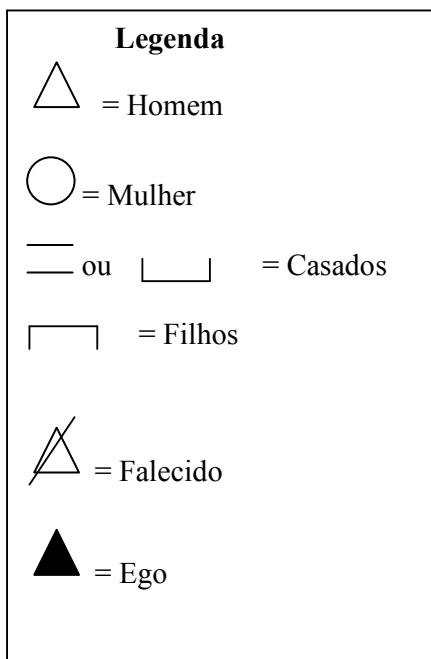 Legenda
= Homem
= Mulher
ou = Casados
= Filhos
= Falecido
= Ego